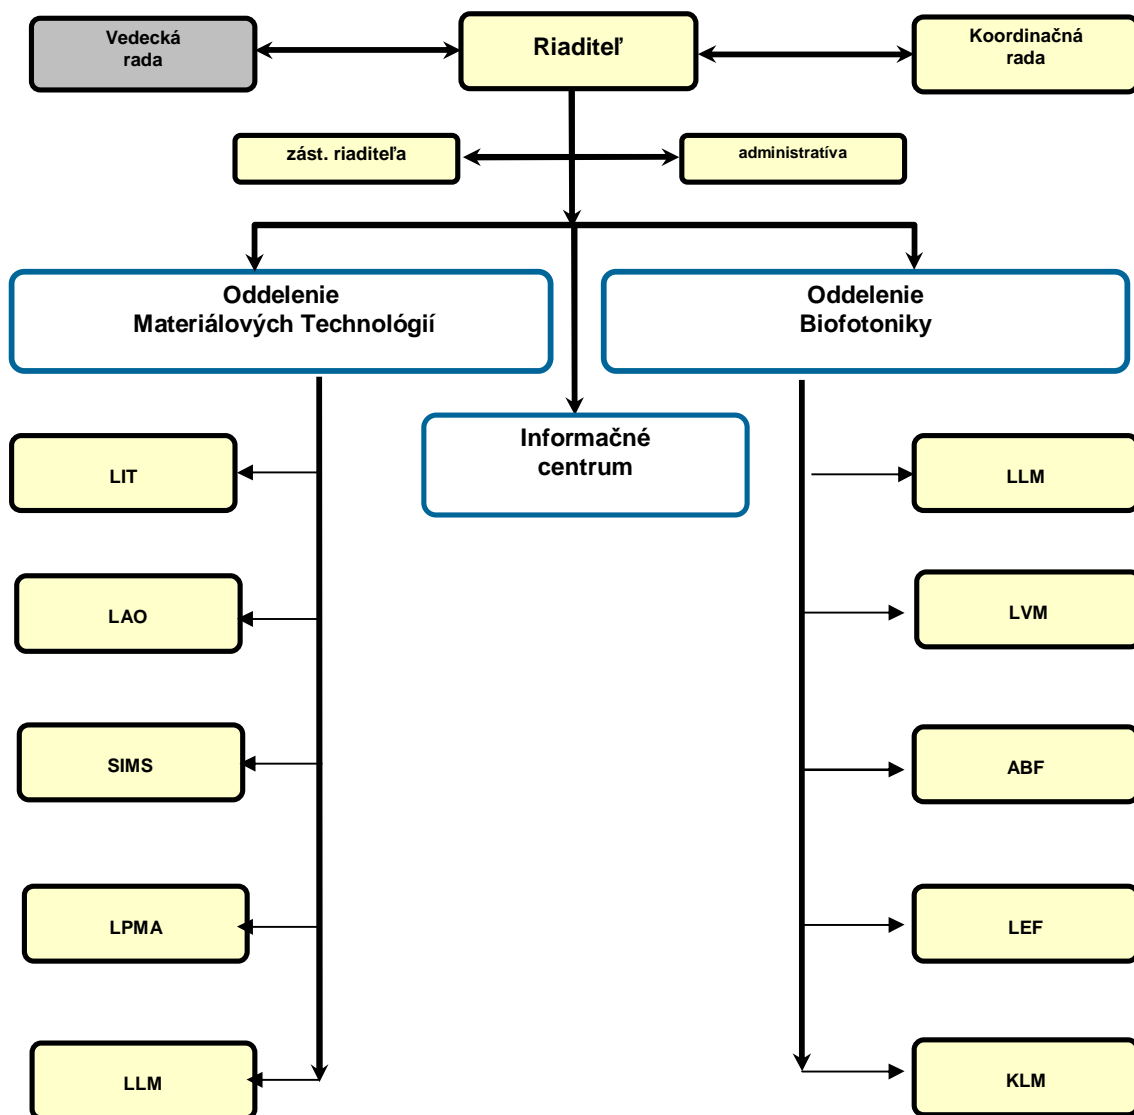 Vedecká
rada
Riaditeľ
Koordinačná
rada
zást. riaditeľa
administratíva
Oddelenie
Materiálových Technológií
Oddelenie
Biofotoniky
Informačné
centrum
LIT
LLM
LAO
LVM
SIMS
ABF
LPMA
LEF
LLM
KLM